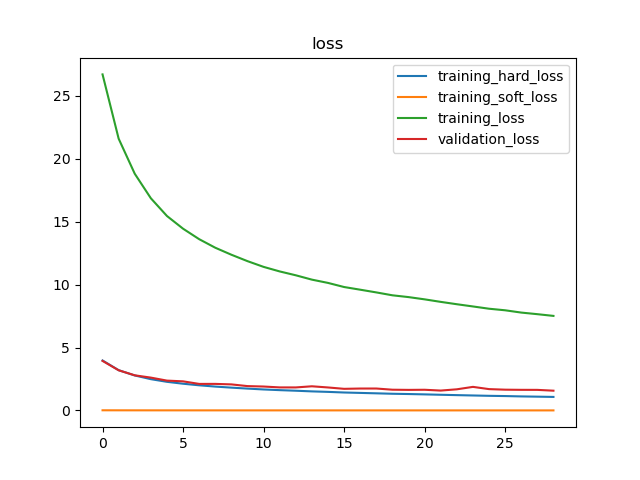 loss
training_hard_loss
training_soft_loss
training_loss
validation_loss
25
20
15
10
5
0
0 5 10 15 20 25